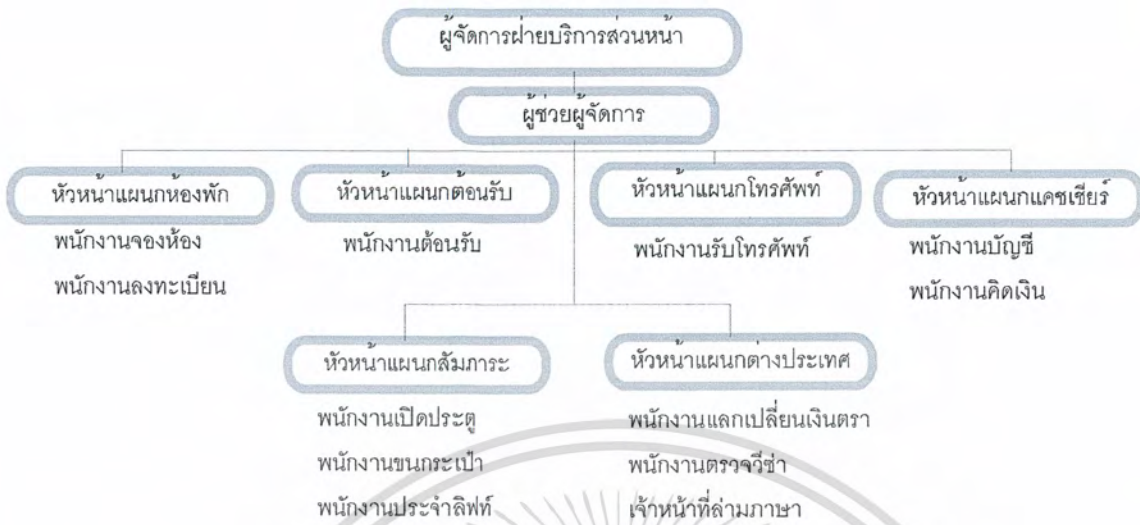 ผู้จัดการฝ่ายบริการส่วนหน้า
ผู้ช่วยผู้จัดการ
หัวหน้าแผนกห้องพัก
พนักงานจองห้อง
พนักงานลงทะเบียน
หัวหน้าแผนกต้อนรับ
พนักงานต้อนรับ
หัวหน้าแผนกโทรศัพท์
พนักงานรับโทรศัพท์
หัวหน้าแผนกแคชเชียร์
พนักงานบัญชี
พนักงานคิดเงิน
หัวหน้าแผนกสัมภาระ
พนักงานเปิดประตู
พนักงานขนกระเป๋า
พนักงานประจำลิฟท์
หัวหน้าแผนกต่างประเทศ
พนักงานแลกเปลี่ยนเงินตรา
พนักงานตรวจวีซ่า
เจ้าหน้าที่ล่ามภาษา